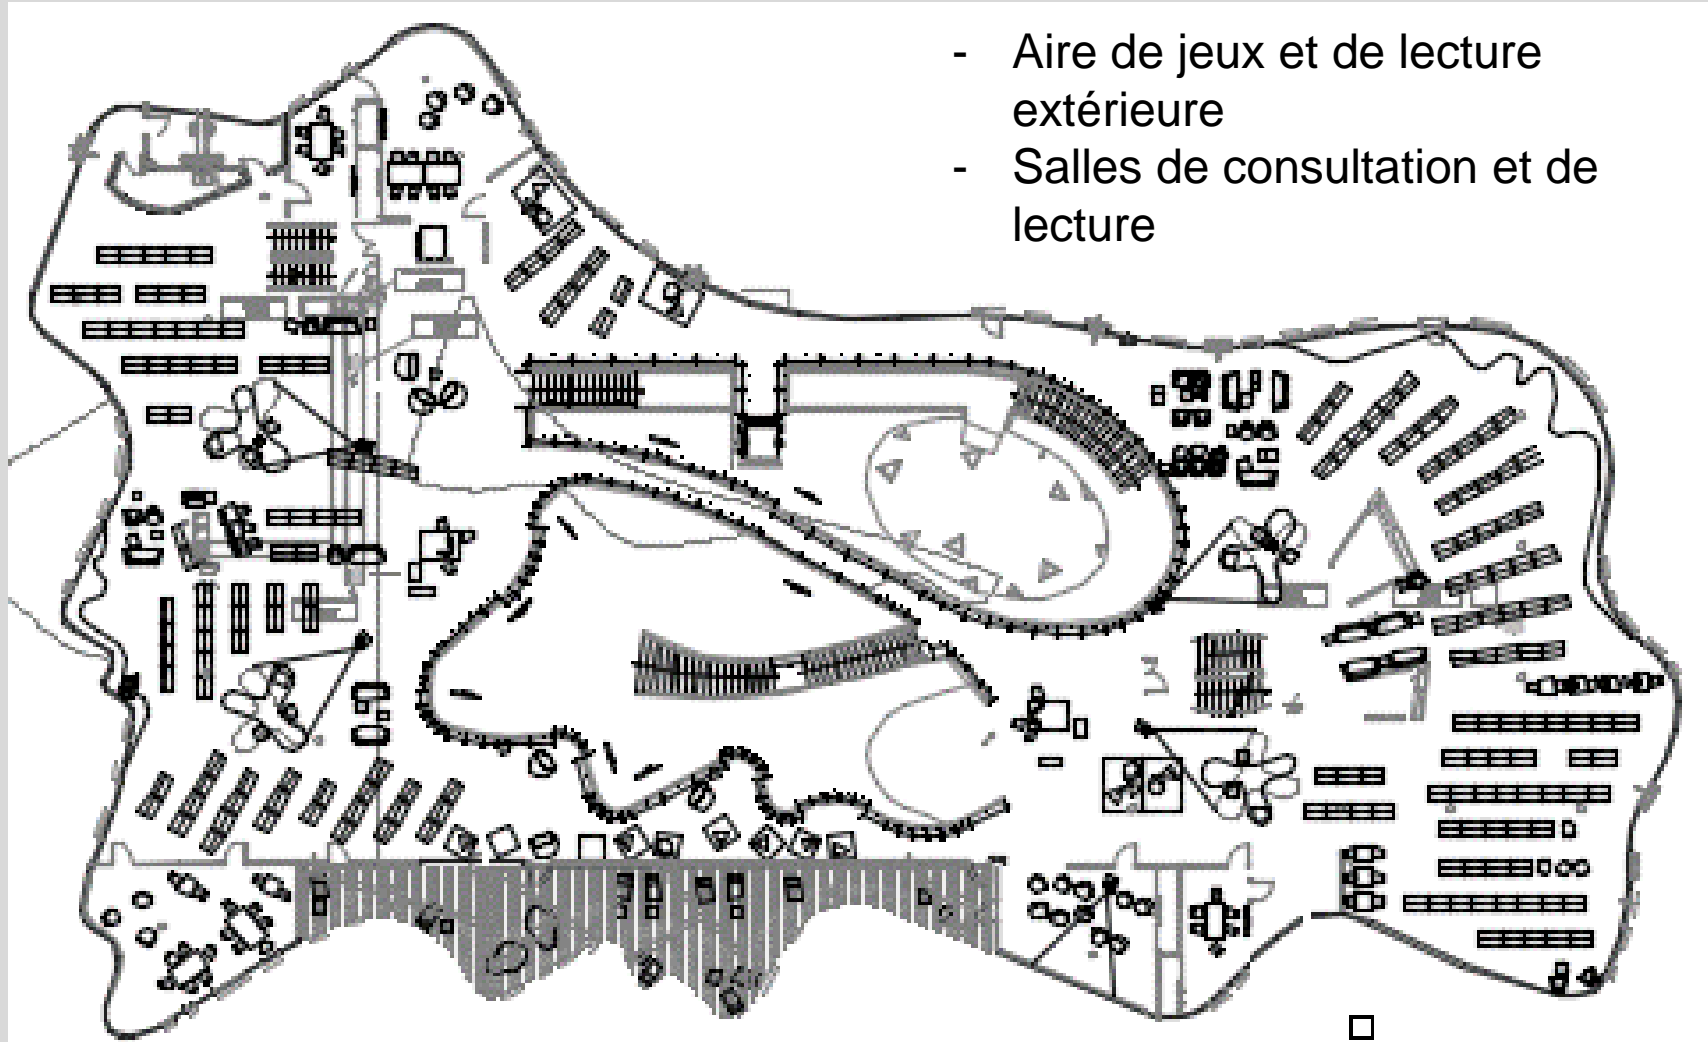 - Aire de jeux et de lecture
extérieure
- Salles de consultation et de
lecture